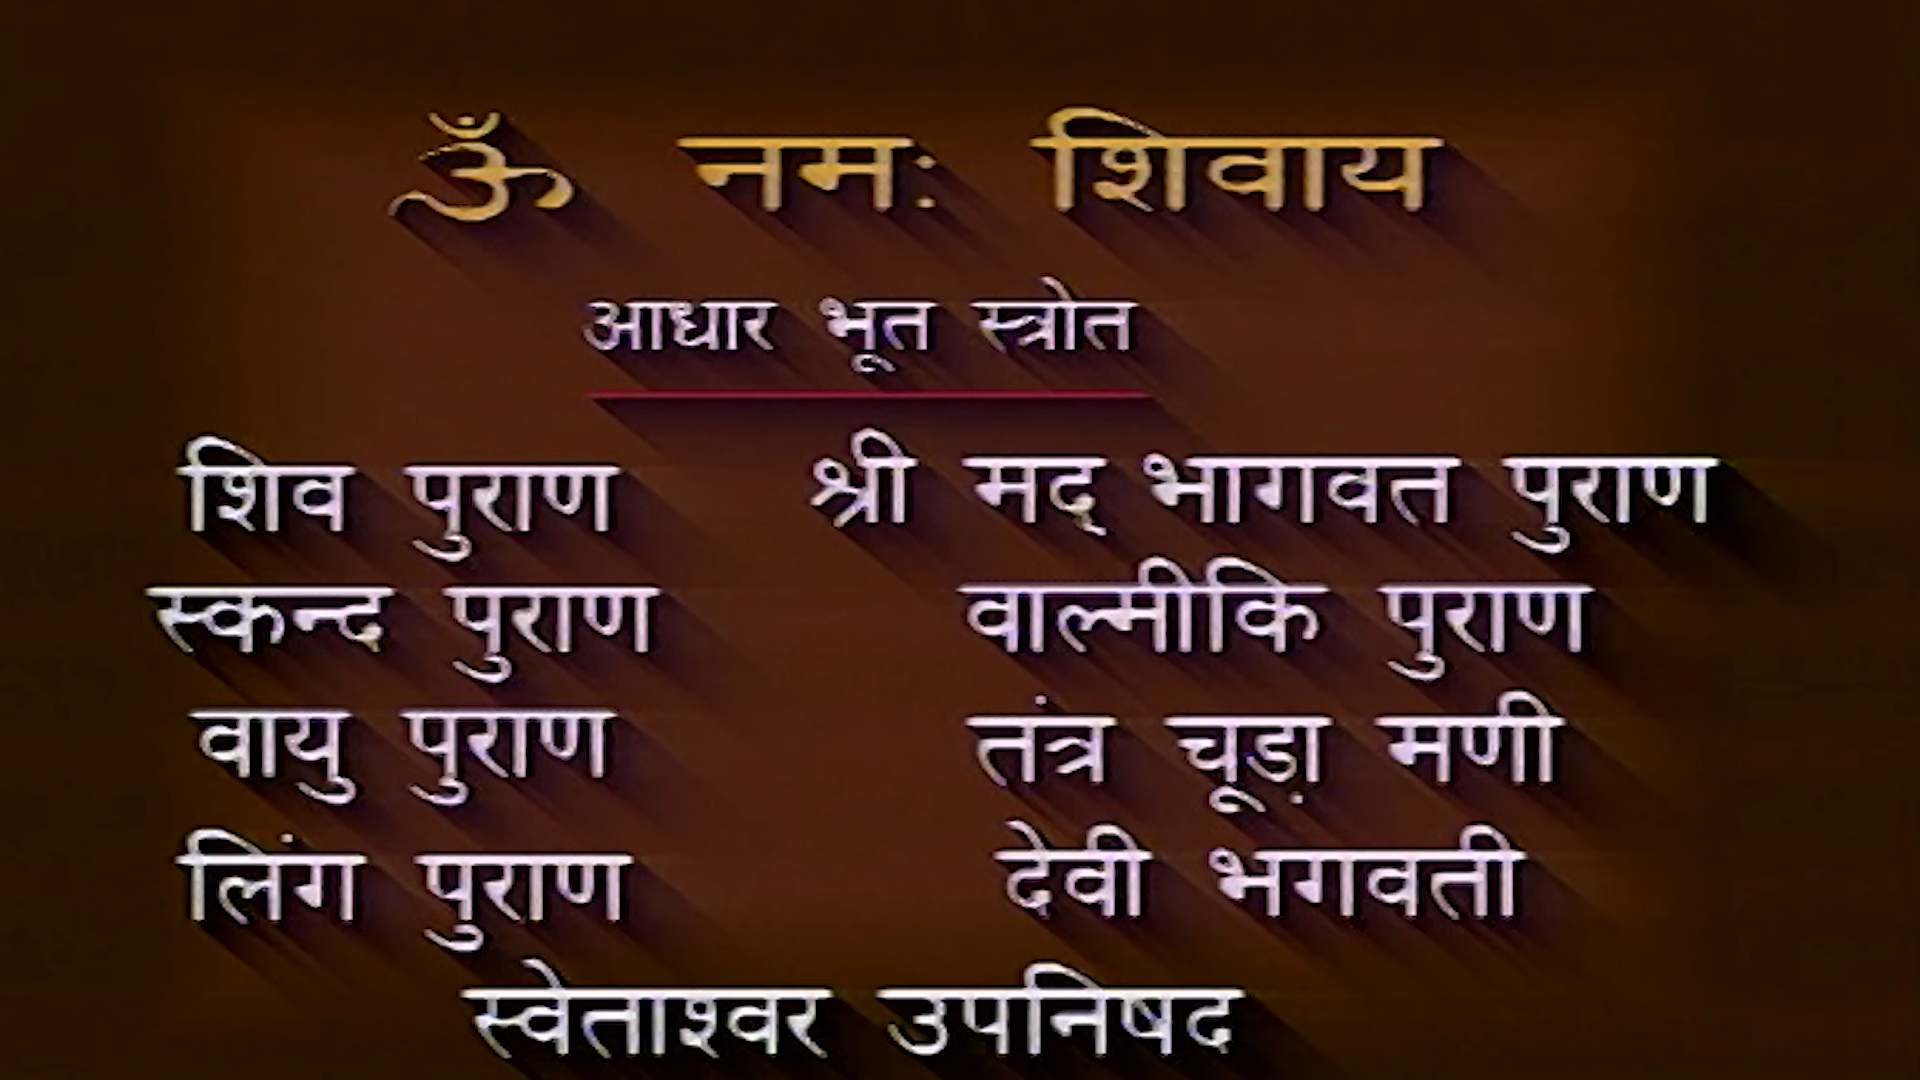 ॐ नमः शिवाय
आधार भूत स्त्रोत
शिव पुराण श्री मद् भागवत पुराण
स्कन्द पुराण वाल्मीकि पुराण
वायु पुराण तंत्र चूड़ा मणी
लिंग पुराण देवी भगवती
स्वेताश्वर उपनिषद